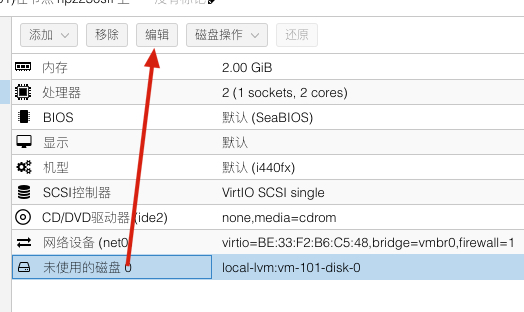 添加 移除 编辑 磁盘操作 还原
内存 2.00 GiB
处理器 2 (1 sockets, 2 cores)
BIOS 默认 (SeaBIOS)
显示 默认
机型 默认 (i440fx)
SCSI控制器 VirtIO SCSI single
CD/DVD驱动器 (ide2) none,media=cdrom
网络设备 (net0) virtio=BE:33:F2:B6:C5:48,bridge=vmbr0,firewall=1
未使用的磁盘 0 local-lvm:vm-101-disk-0